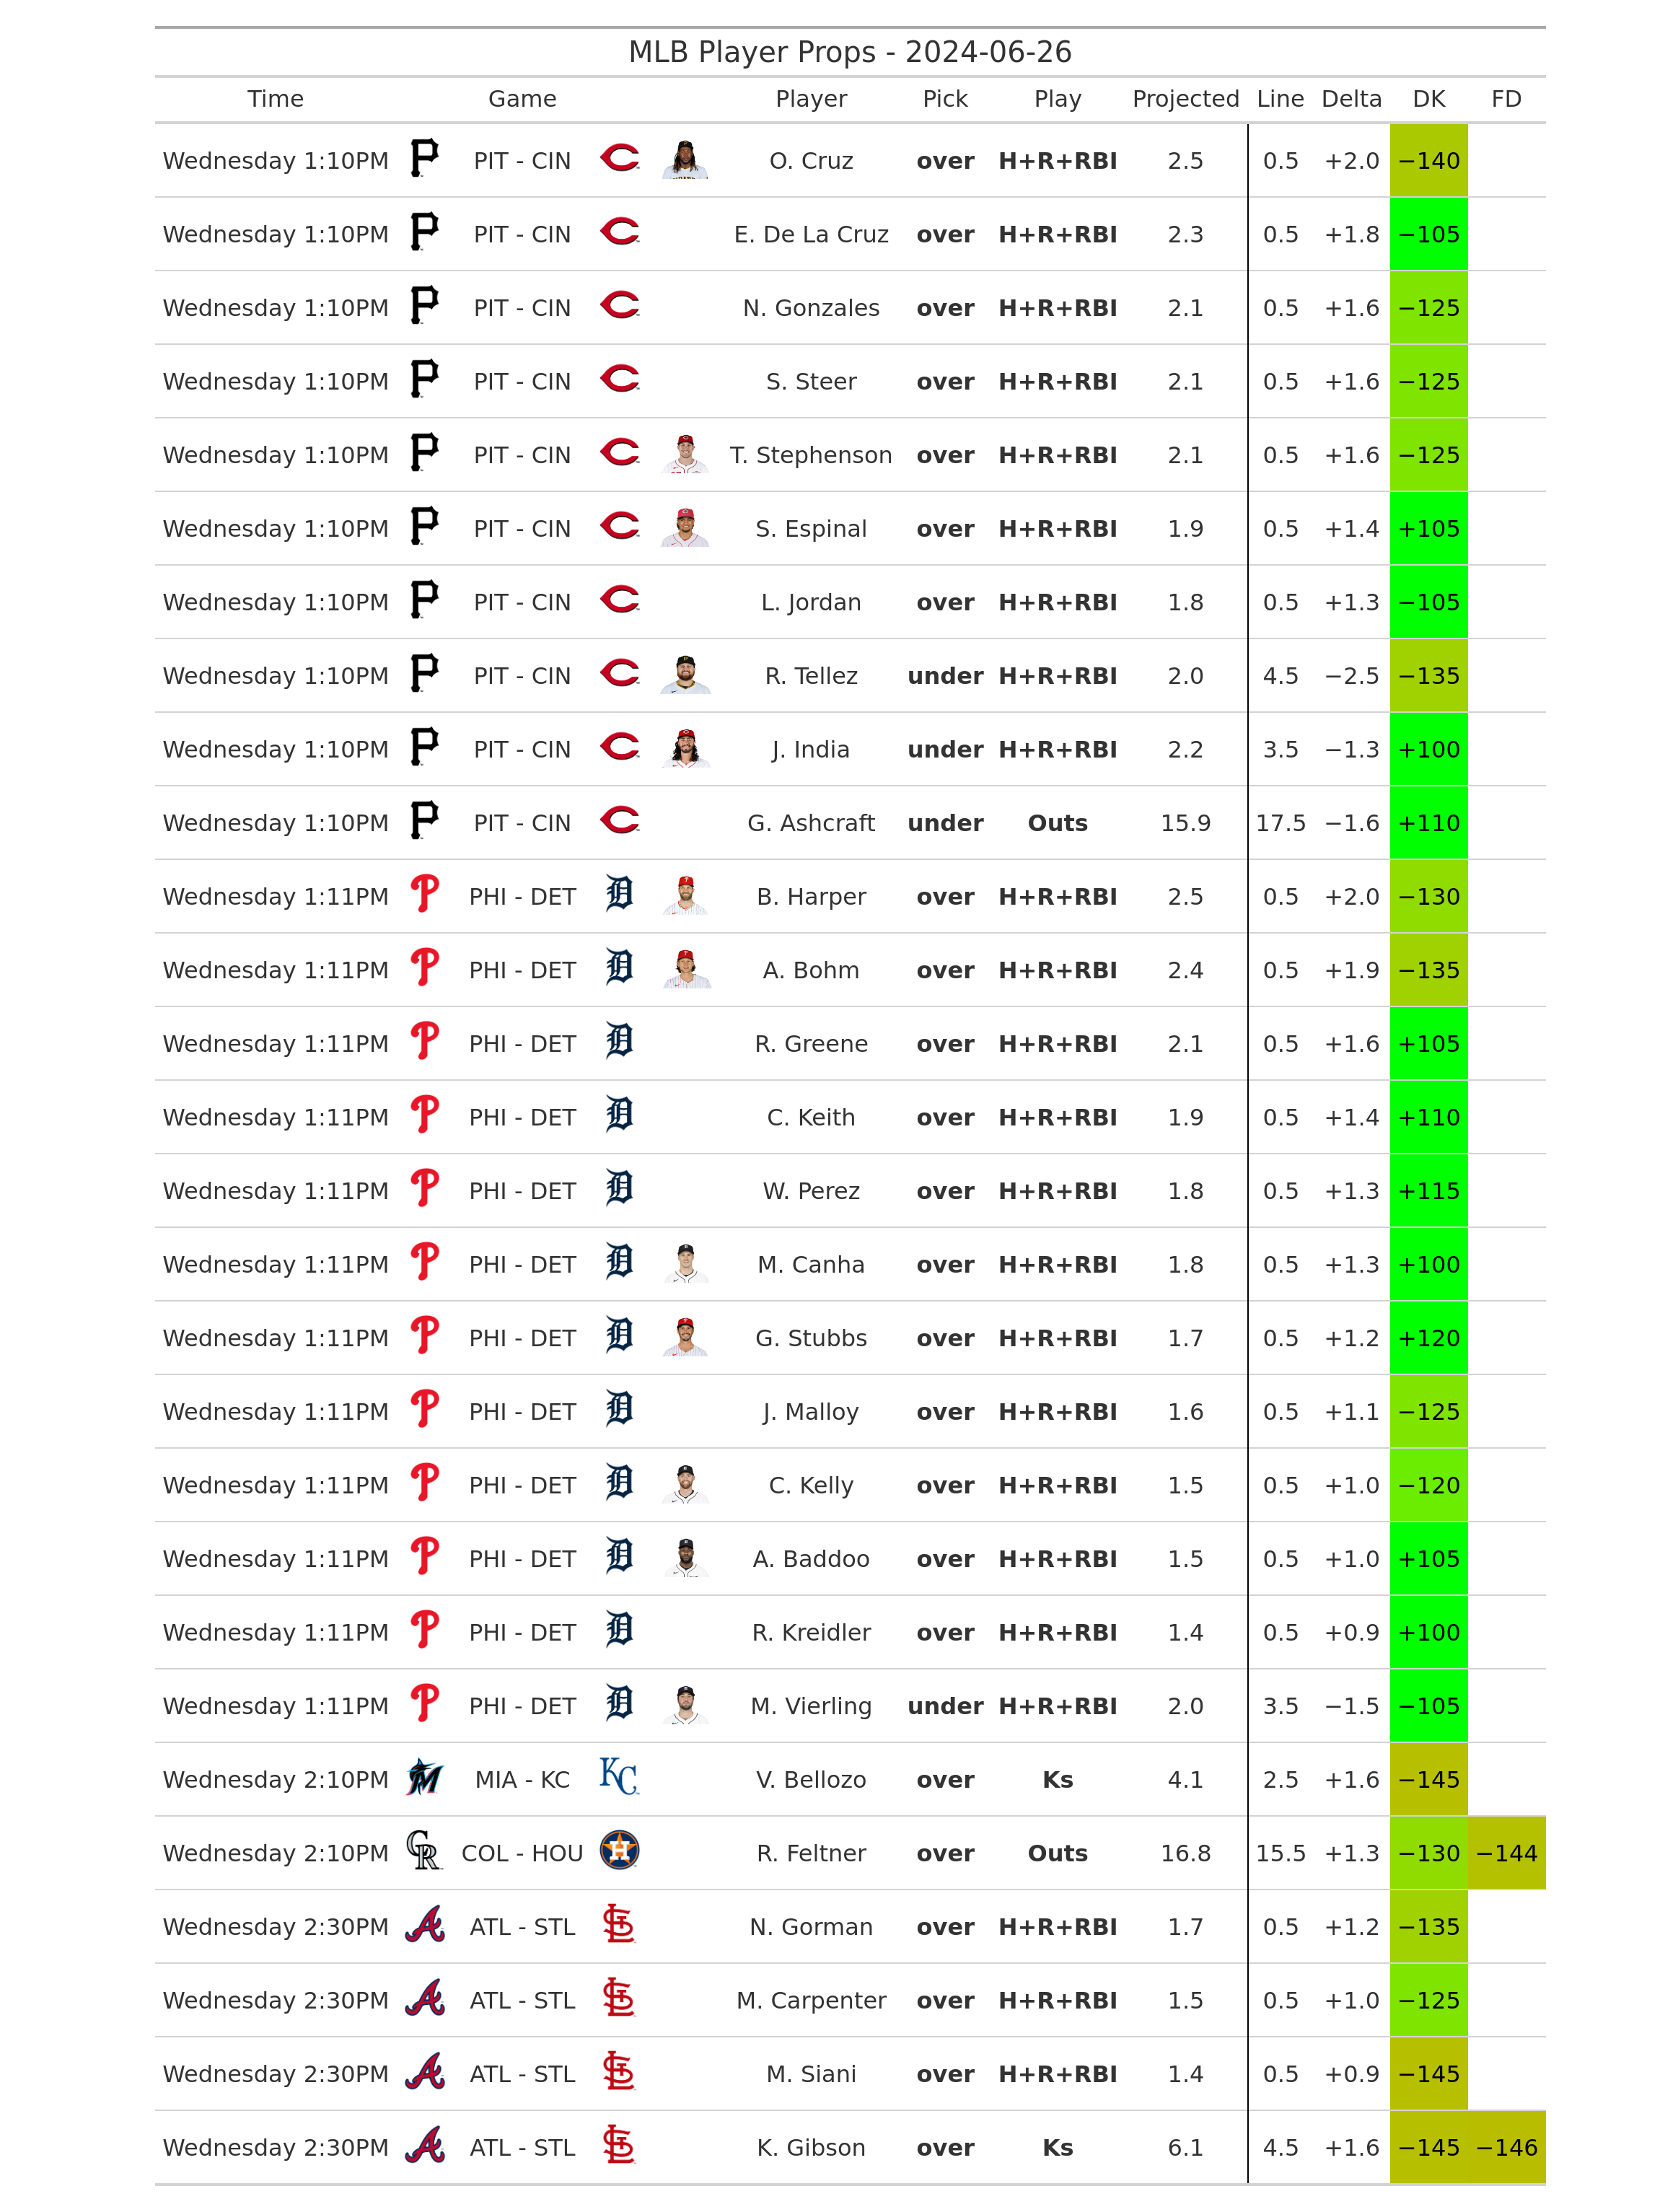 MLB Player Props - 2024-06-26
Time Game Player Pick Play Projected Line Delta DK FD
Wednesday 1:10PM PIT - CIN O. Cruz over H+R+RBI 2.5 0.5 +2.0 −140
Wednesday 1:10PM PIT - CIN E. De La Cruz over H+R+RBI 2.3 0.5 +1.8 −105
Wednesday 1:10PM PIT - CIN N. Gonzales over H+R+RBI 2.1 0.5 +1.6 −125
Wednesday 1:10PM PIT - CIN S. Steer over H+R+RBI 2.1 0.5 +1.6 −125
Wednesday 1:10PM PIT - CIN T. Stephenson over H+R+RBI 2.1 0.5 +1.6 −125
Wednesday 1:10PM PIT - CIN S. Espinal over H+R+RBI 1.9 0.5 +1.4 +105
Wednesday 1:10PM PIT - CIN L. Jordan over H+R+RBI 1.8 0.5 +1.3 −105
Wednesday 1:10PM PIT - CIN R. Tellez under H+R+RBI 2.0 4.5 −2.5 −135
Wednesday 1:10PM PIT - CIN J. India under H+R+RBI 2.2 3.5 −1.3 +100
Wednesday 1:10PM PIT - CIN G. Ashcraft under Outs 15.9 17.5 −1.6 +110
Wednesday 1:11PM PHI - DET B. Harper over H+R+RBI 2.5 0.5 +2.0 −130
Wednesday 1:11PM PHI - DET A. Bohm over H+R+RBI 2.4 0.5 +1.9 −135
Wednesday 1:11PM PHI - DET R. Greene over H+R+RBI 2.1 0.5 +1.6 +105
Wednesday 1:11PM PHI - DET C. Keith over H+R+RBI 1.9 0.5 +1.4 +110
Wednesday 1:11PM PHI - DET W. Perez over H+R+RBI 1.8 0.5 +1.3 +115
Wednesday 1:11PM PHI - DET M. Canha over H+R+RBI 1.8 0.5 +1.3 +100
Wednesday 1:11PM PHI - DET G. Stubbs over H+R+RBI 1.7 0.5 +1.2 +120
Wednesday 1:11PM PHI - DET J. Malloy over H+R+RBI 1.6 0.5 +1.1 −125
Wednesday 1:11PM PHI - DET C. Kelly over H+R+RBI 1.5 0.5 +1.0 −120
Wednesday 1:11PM PHI - DET A. Baddoo over H+R+RBI 1.5 0.5 +1.0 +105
Wednesday 1:11PM PHI - DET R. Kreidler over H+R+RBI 1.4 0.5 +0.9 +100
Wednesday 1:11PM PHI - DET M. Vierling under H+R+RBI 2.0 3.5 −1.5 −105
Wednesday 2:10PM MIA - KC V. Bellozo over Ks 4.1 2.5 +1.6 −145
Wednesday 2:10PM COL - HOU R. Feltner over Outs 16.8 15.5 +1.3 −130 −144
Wednesday 2:30PM ATL - STL N. Gorman over H+R+RBI 1.7 0.5 +1.2 −135
Wednesday 2:30PM ATL - STL M. Carpenter over H+R+RBI 1.5 0.5 +1.0 −125
Wednesday 2:30PM ATL - STL M. Siani over H+R+RBI 1.4 0.5 +0.9 −145
Wednesday 2:30PM ATL - STL K. Gibson over Ks 6.1 4.5 +1.6 −145 −146